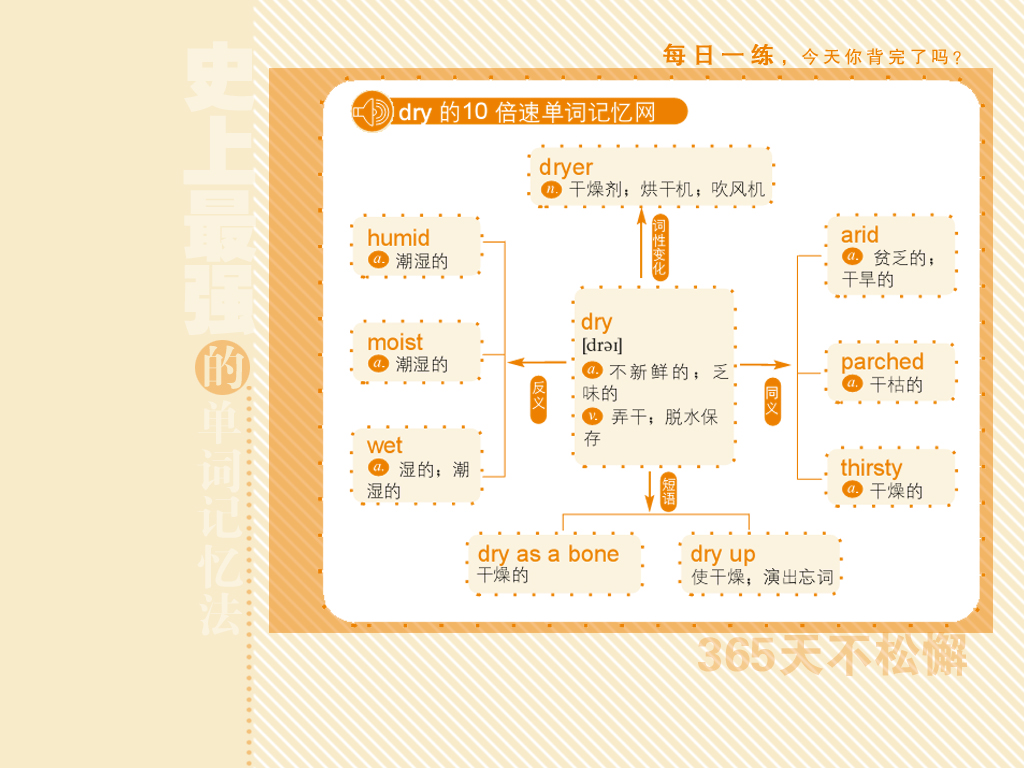 每日一练，今天你背完了吗？
史上最强的单词记忆法
dry 的10 倍速单词记忆网
dryer
n. 干燥剂；烘干机；吹风机
词性变化
humid
a. 潮湿的
moist
a. 潮湿的
wet
a. 湿的；潮
湿的
反义
dry
[drəɪ]
a. 不新鲜的；乏
味的
v. 弄干；脱水保
存
同义
arid
a. 贫乏的；
干旱的
parched
a. 干枯的
thirsty
a. 干燥的
短语
dry as a bone
干燥的
dry up
使干燥；演出忘词
365天不松懈